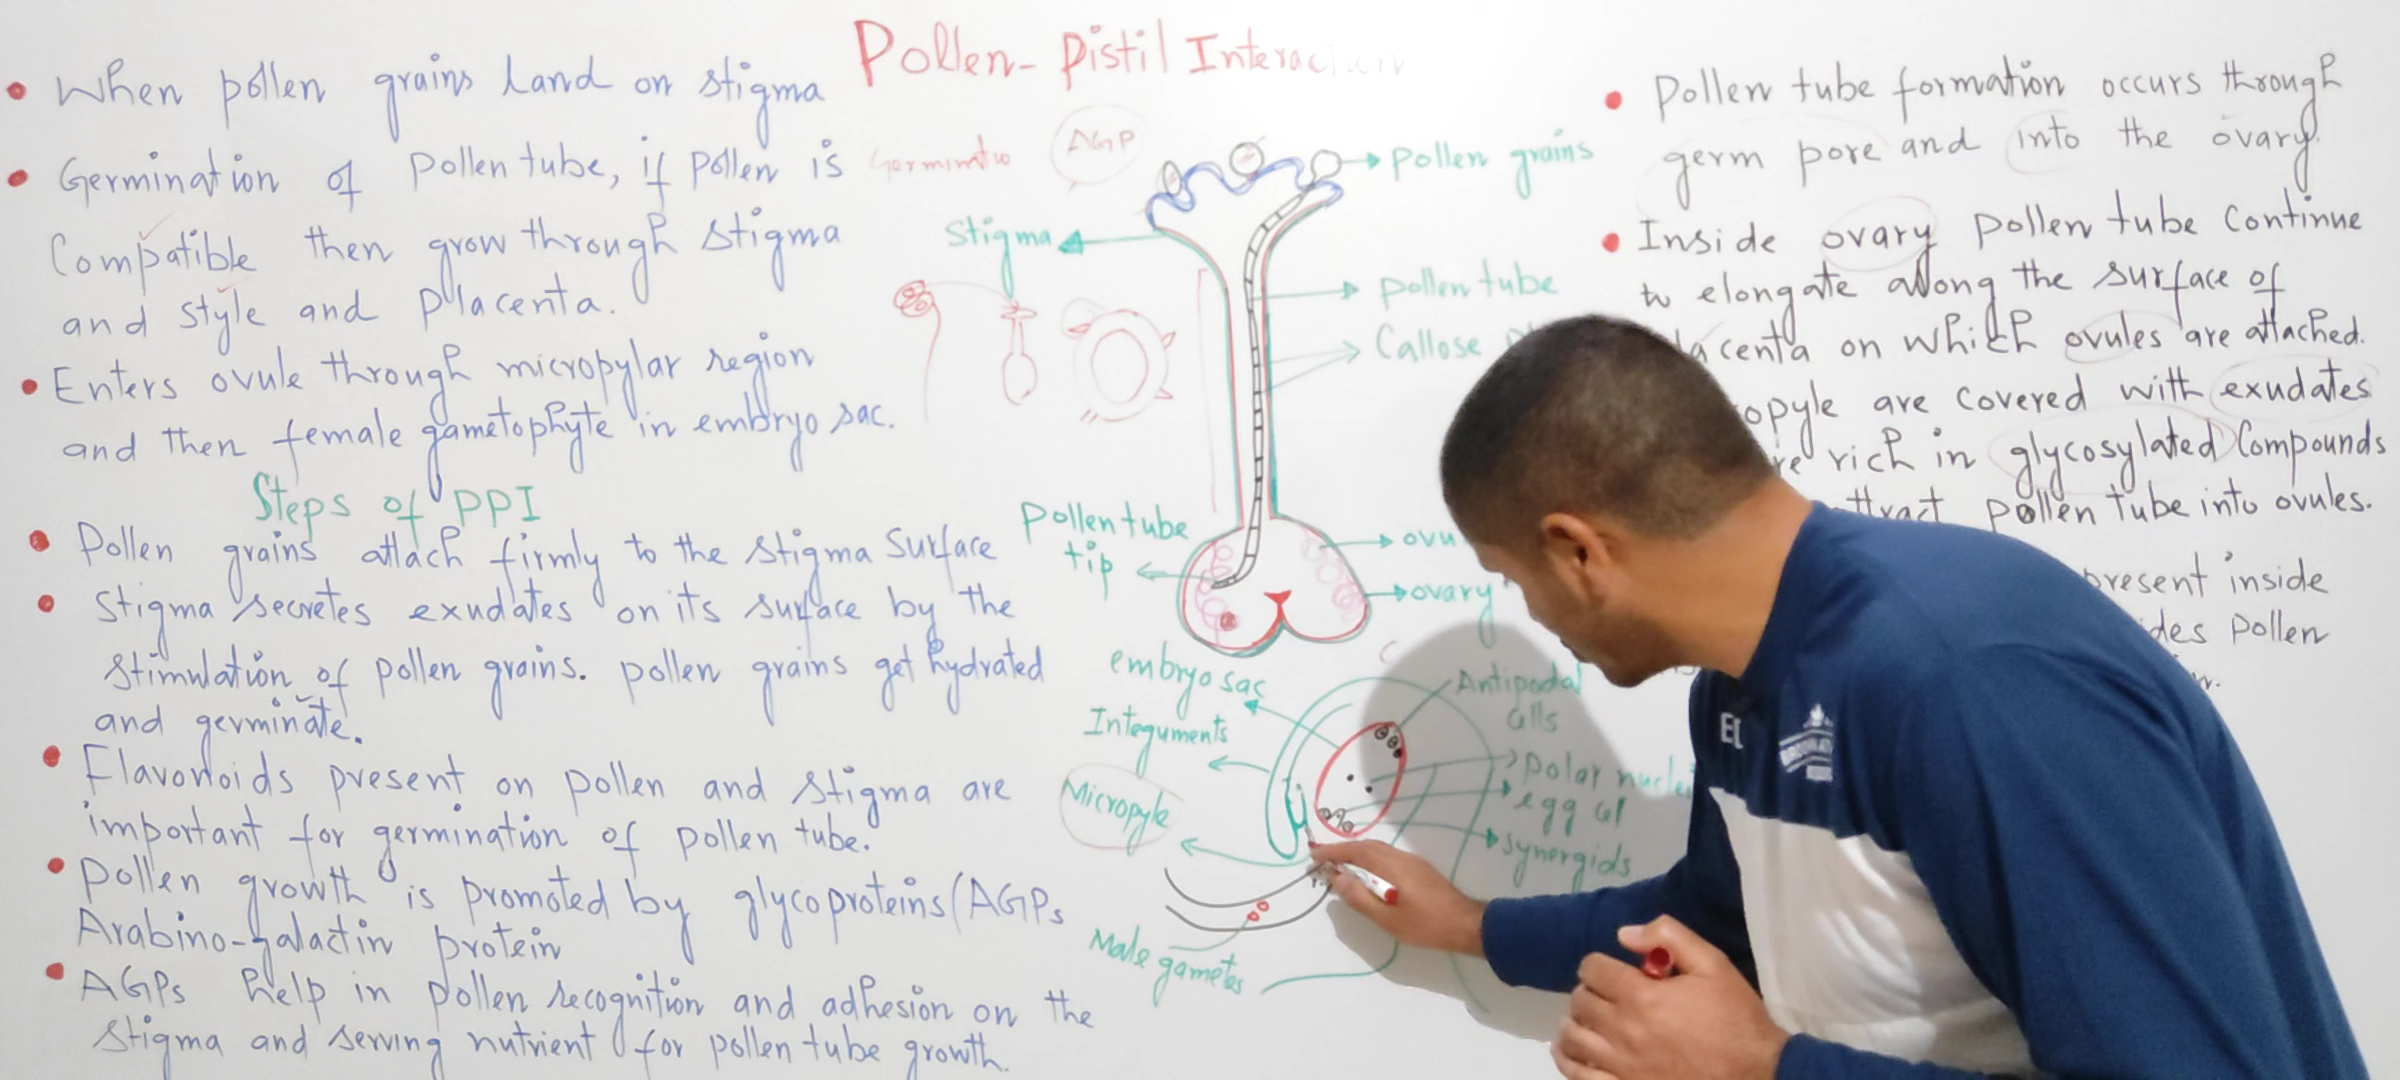 Pollen-Pistil Interaction
• When pollen grains land on stigma
• Germination of pollen tube, if pollen is
Compatible then grow through stigma
and style and placenta.
• Enters ovule through micropylar region
and then female gametophyte in embryo sac.
Steps of PPI
• Pollen grains attach firmly to the stigma surface
• Stigma secretes exudates on its surface by the
stimulation of pollen grains. pollen grains get hydrated
and germinate.
• Flavonoids present on pollen and stigma are
important for germination of pollen tube.
• Pollen growth is promoted by glycoproteins (AGPs
Arabino-galactin protein
• AGPs help in pollen recognition and adhesion on the
stigma and serving nutrient for pollen tube growth.
AGP
Pollen grains
Stigma
Pollen tube
Callose
Pollen tube
tip
ovu
ovary
embryo sac
Integuments
Micropyle
Male gametes
Antipodal
cells
Polar nuclei
egg cel
synergids
• Pollen tube formation occurs through
germ pore and into the ovary.
• Inside ovary pollen tube continue
to elongate along the surface of
acenta on which ovules are attached.
opyle are covered with exudates
re rich in glycosylated compounds
ttract pollen tube into ovules.
present inside
des pollen